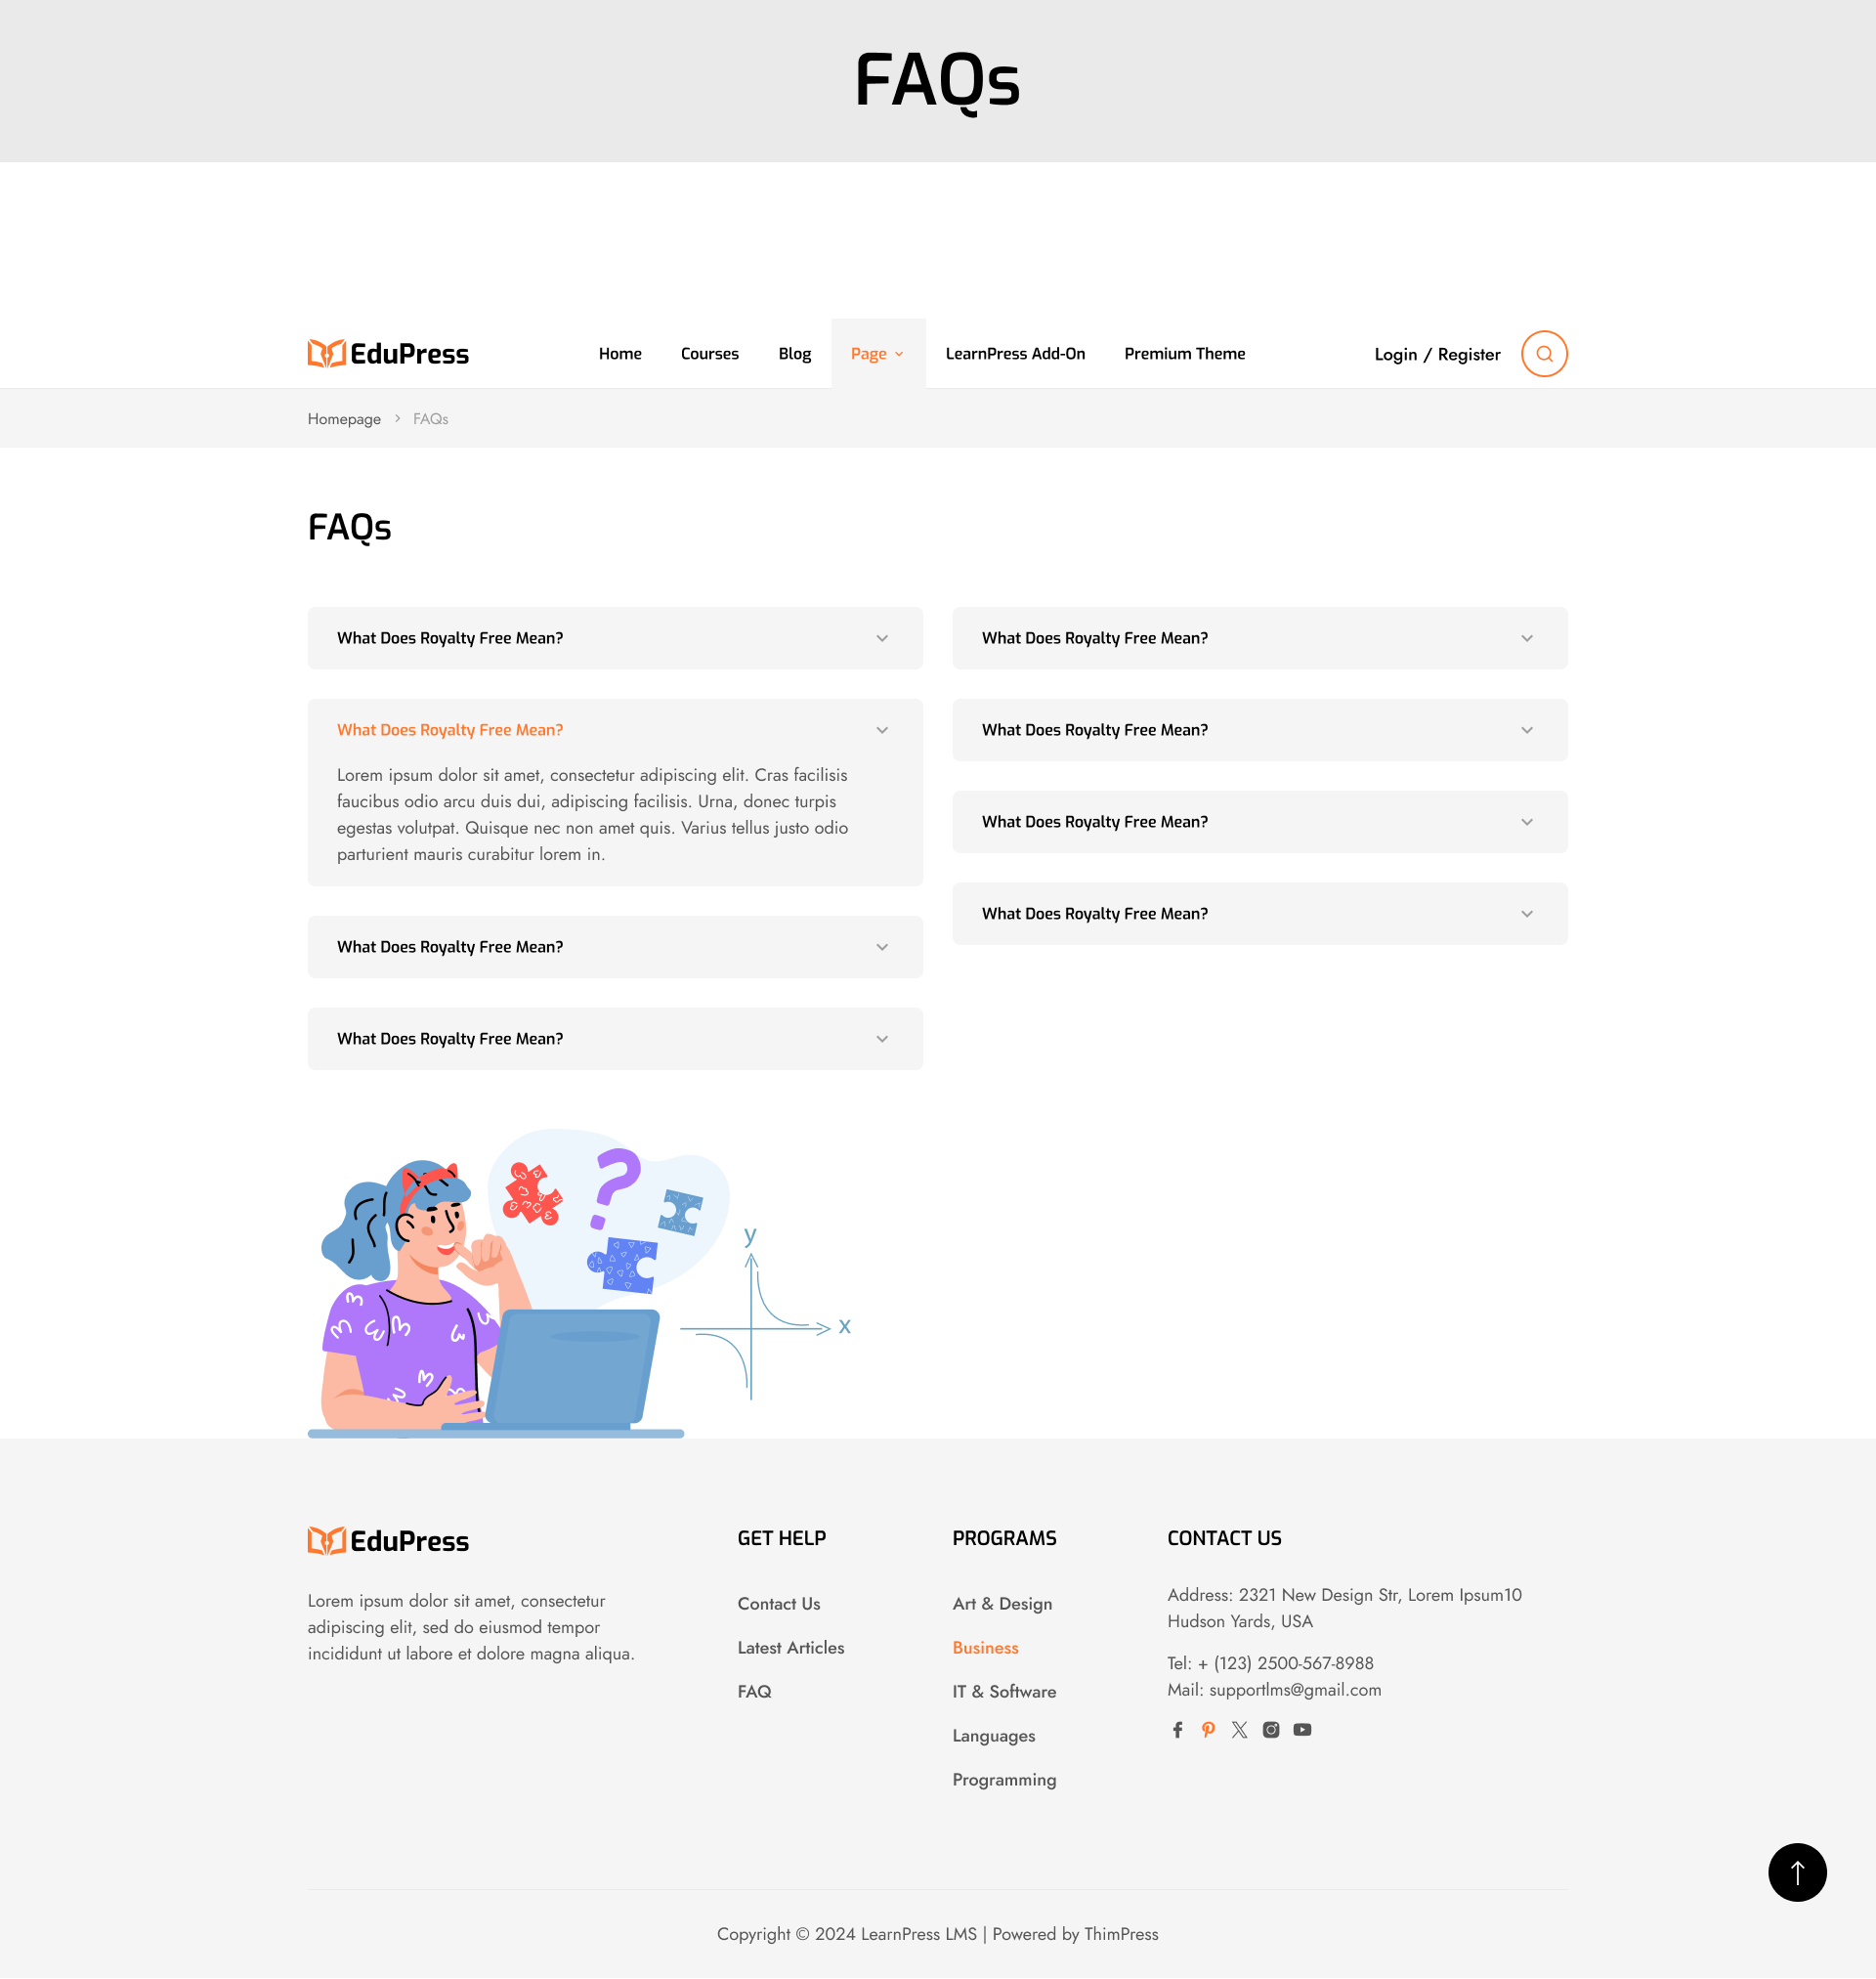 FAQs
EduPress
Home
Courses
Blog
Page
LearnPress Add-On
Premium Theme
Login / Register
Homepage
FAQs
FAQs
What Does Royalty Free Mean?
What Does Royalty Free Mean?
Lorem ipsum dolor sit amet, consectetur adipiscing elit. Cras facilisis
faucibus odio arcu duis dui, adipiscing facilisis. Urna, donec turpis
egestas volutpat. Quisque nec non amet quis. Varius tellus justo odio
parturient mauris curabitur lorem in.
What Does Royalty Free Mean?
What Does Royalty Free Mean?
What Does Royalty Free Mean?
What Does Royalty Free Mean?
What Does Royalty Free Mean?
What Does Royalty Free Mean?
?
y
x
EduPress
Lorem ipsum dolor sit amet, consectetur
adipiscing elit, sed do eiusmod tempor
incididunt ut labore et dolore magna aliqua.
GET HELP
Contact Us
Latest Articles
FAQ
PROGRAMS
Art & Design
Business
IT & Software
Languages
Programming
CONTACT US
Address: 2321 New Design Str, Lorem Ipsum10
Hudson Yards, USA
Tel: + (123) 2500-567-8988
Mail: supportlms@gmail.com
Copyright © 2024 LearnPress LMS | Powered by ThimPress